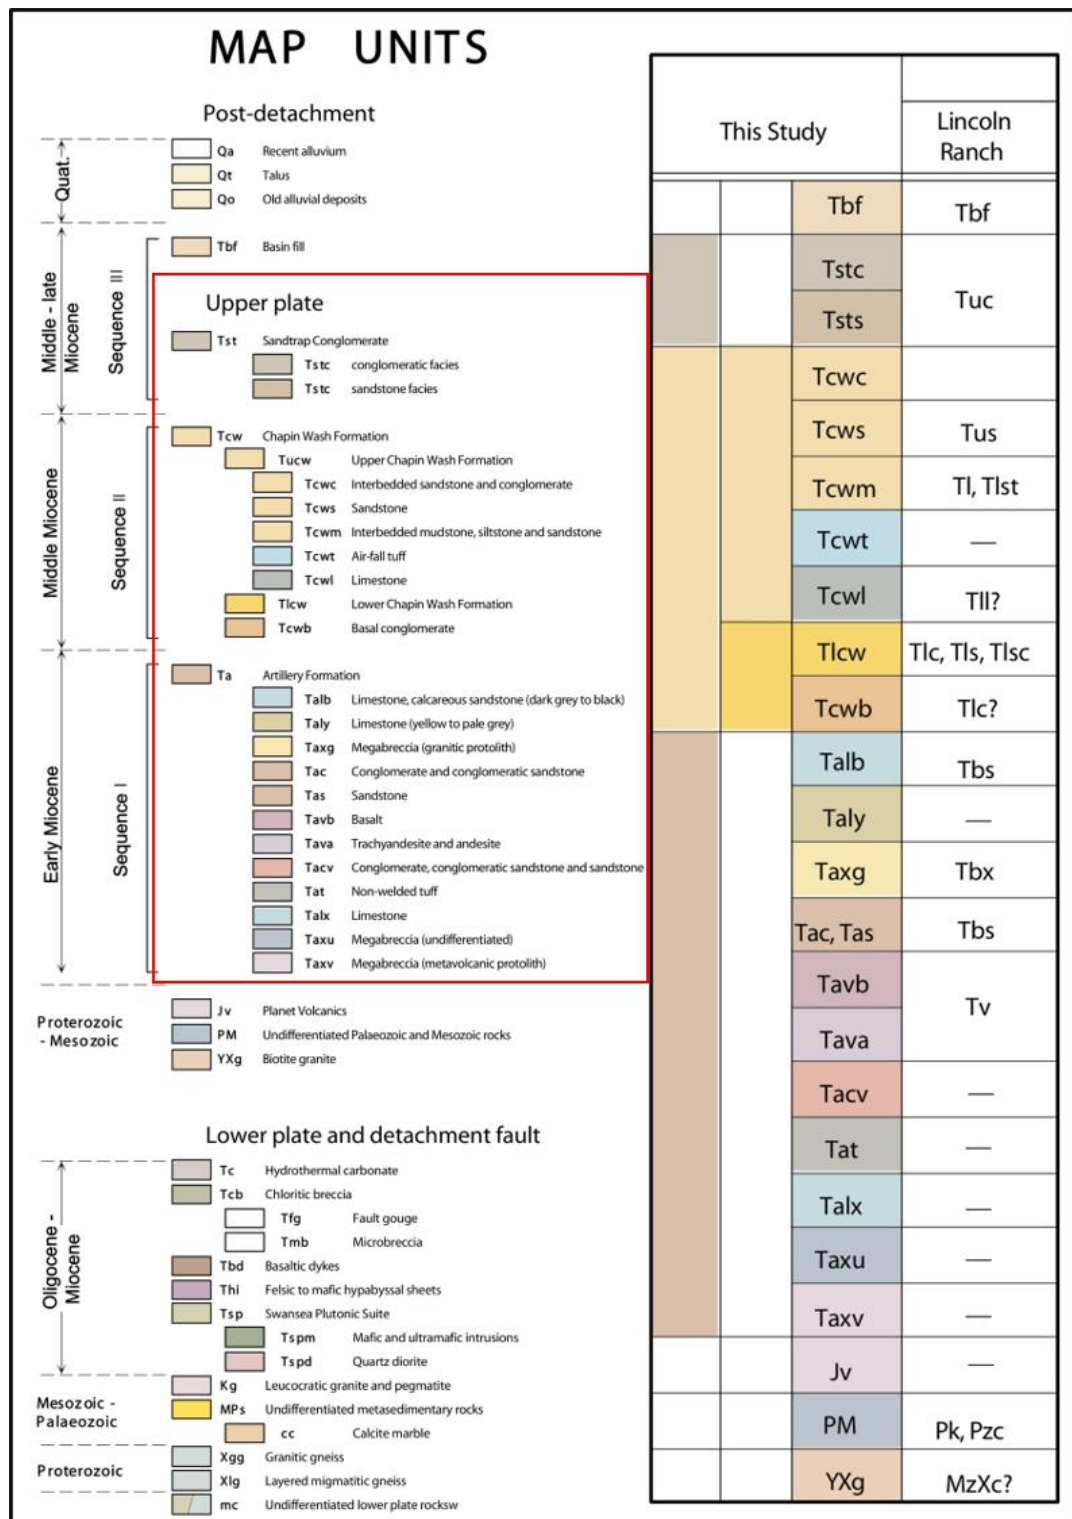 MAP UNITS
Post-detachment
Quat.
Qa Recent alluvium
Qt Talus
Qo Old alluvial deposits
Middle - late
Miocene
Sequence III
Tbf Basin fill
Upper plate
Tst Sandtrap Conglomerate
Tstc conglomeratic facies
Tstc sandstone facies
Middle Miocene
Sequence II
Tcw Chapin Wash Formation
Tucw Upper Chapin Wash Formation
Tcwc Interbedded sandstone and conglomerate
Tcws Sandstone
Tcwm Interbedded mudstone, siltstone and sandstone
Tcwt Air-fall tuff
Tcwl Limestone
Tlcw Lower Chapin Wash Formation
Tcwb Basal conglomerate
Early Miocene
Sequence I
Ta Artillery Formation
Talb Limestone, calcareous sandstone (dark grey to black)
Taly Limestone (yellow to pale grey)
Taxg Megabreccia (granitic protolith)
Tac Conglomerate and conglomeratic sandstone
Tas Sandstone
Tavb Basalt
Tava Trachyandesite and andesite
Tacv Conglomerate, conglomeratic sandstone and sandstone
Tat Non-welded tuff
Talx Limestone
Taxu Megabreccia (undifferentiated)
Taxv Megabreccia (metavolcanic protolith)
Proterozoic
- Mesozoic
Jv Planet Volcanics
PM Undifferentiated Palaeozoic and Mesozoic rocks
YXg Biotite granite
Lower plate and detachment fault
Oligocene -
Miocene
Tc Hydrothermal carbonate
Tcb Chloritic breccia
Tfg Fault gouge
Tmb Microbreccia
Tbd Basaltic dykes
Thi Felsic to mafic hypabyssal sheets
Tsp Swansea Plutonic Suite
Tspm Mafic and ultramafic intrusions
Tspd Quartz diorite
Mesozoic -
Palaeozoic
Kg Leucocratic granite and pegmatite
MPs Undifferentiated metasedimentary rocks
cc Calcite marble
Proterozoic
Xgg Granitic gneiss
Xlg Layered migmatitic gneiss
mc Undifferentiated lower plate rocksw
This Study
Lincoln
Ranch
Tbf Tbf
Tstc
Tuc
Tsts
Tcwc
Tcws Tus
Tcwm Tl, Tlst
Tcwt —
Tcwl Tll?
Tlcw Tlc, Tls, Tlsc
Tcwb Tlc?
Talb Tbs
Taly —
Taxg Tbx
Tac, Tas Tbs
Tavb
Tv
Tava
Tacv —
Tat —
Talx —
Taxu —
Taxv —
Jv —
PM Pk, Pzc
YXg MzXc?